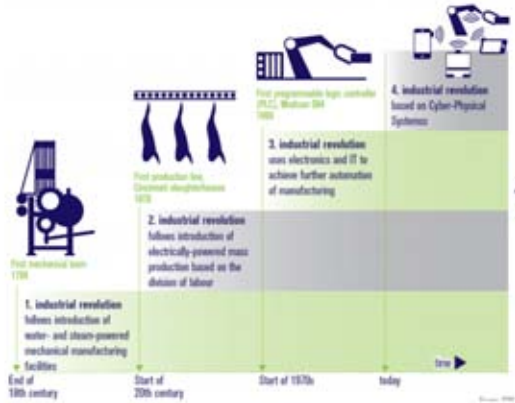 First mechanical loom
1784
1. industrial revolution
follows introduction of
water- and steam-powered
mechanical manufacturing
facilities
End of
18th century
First production line,
Cincinnati slaughterhouse
1870
2. industrial revolution
follows introduction of
electrically-powered mass
production based on the
division of labour
Start of
20th century
First programmable logic controller
(PLC), Modicon 084
1969
3. industrial revolution
uses electronics and IT to
achieve further automation
of manufacturing
Start of 1970s
4. industrial revolution
based on Cyber-Physical
Systemes
today
time